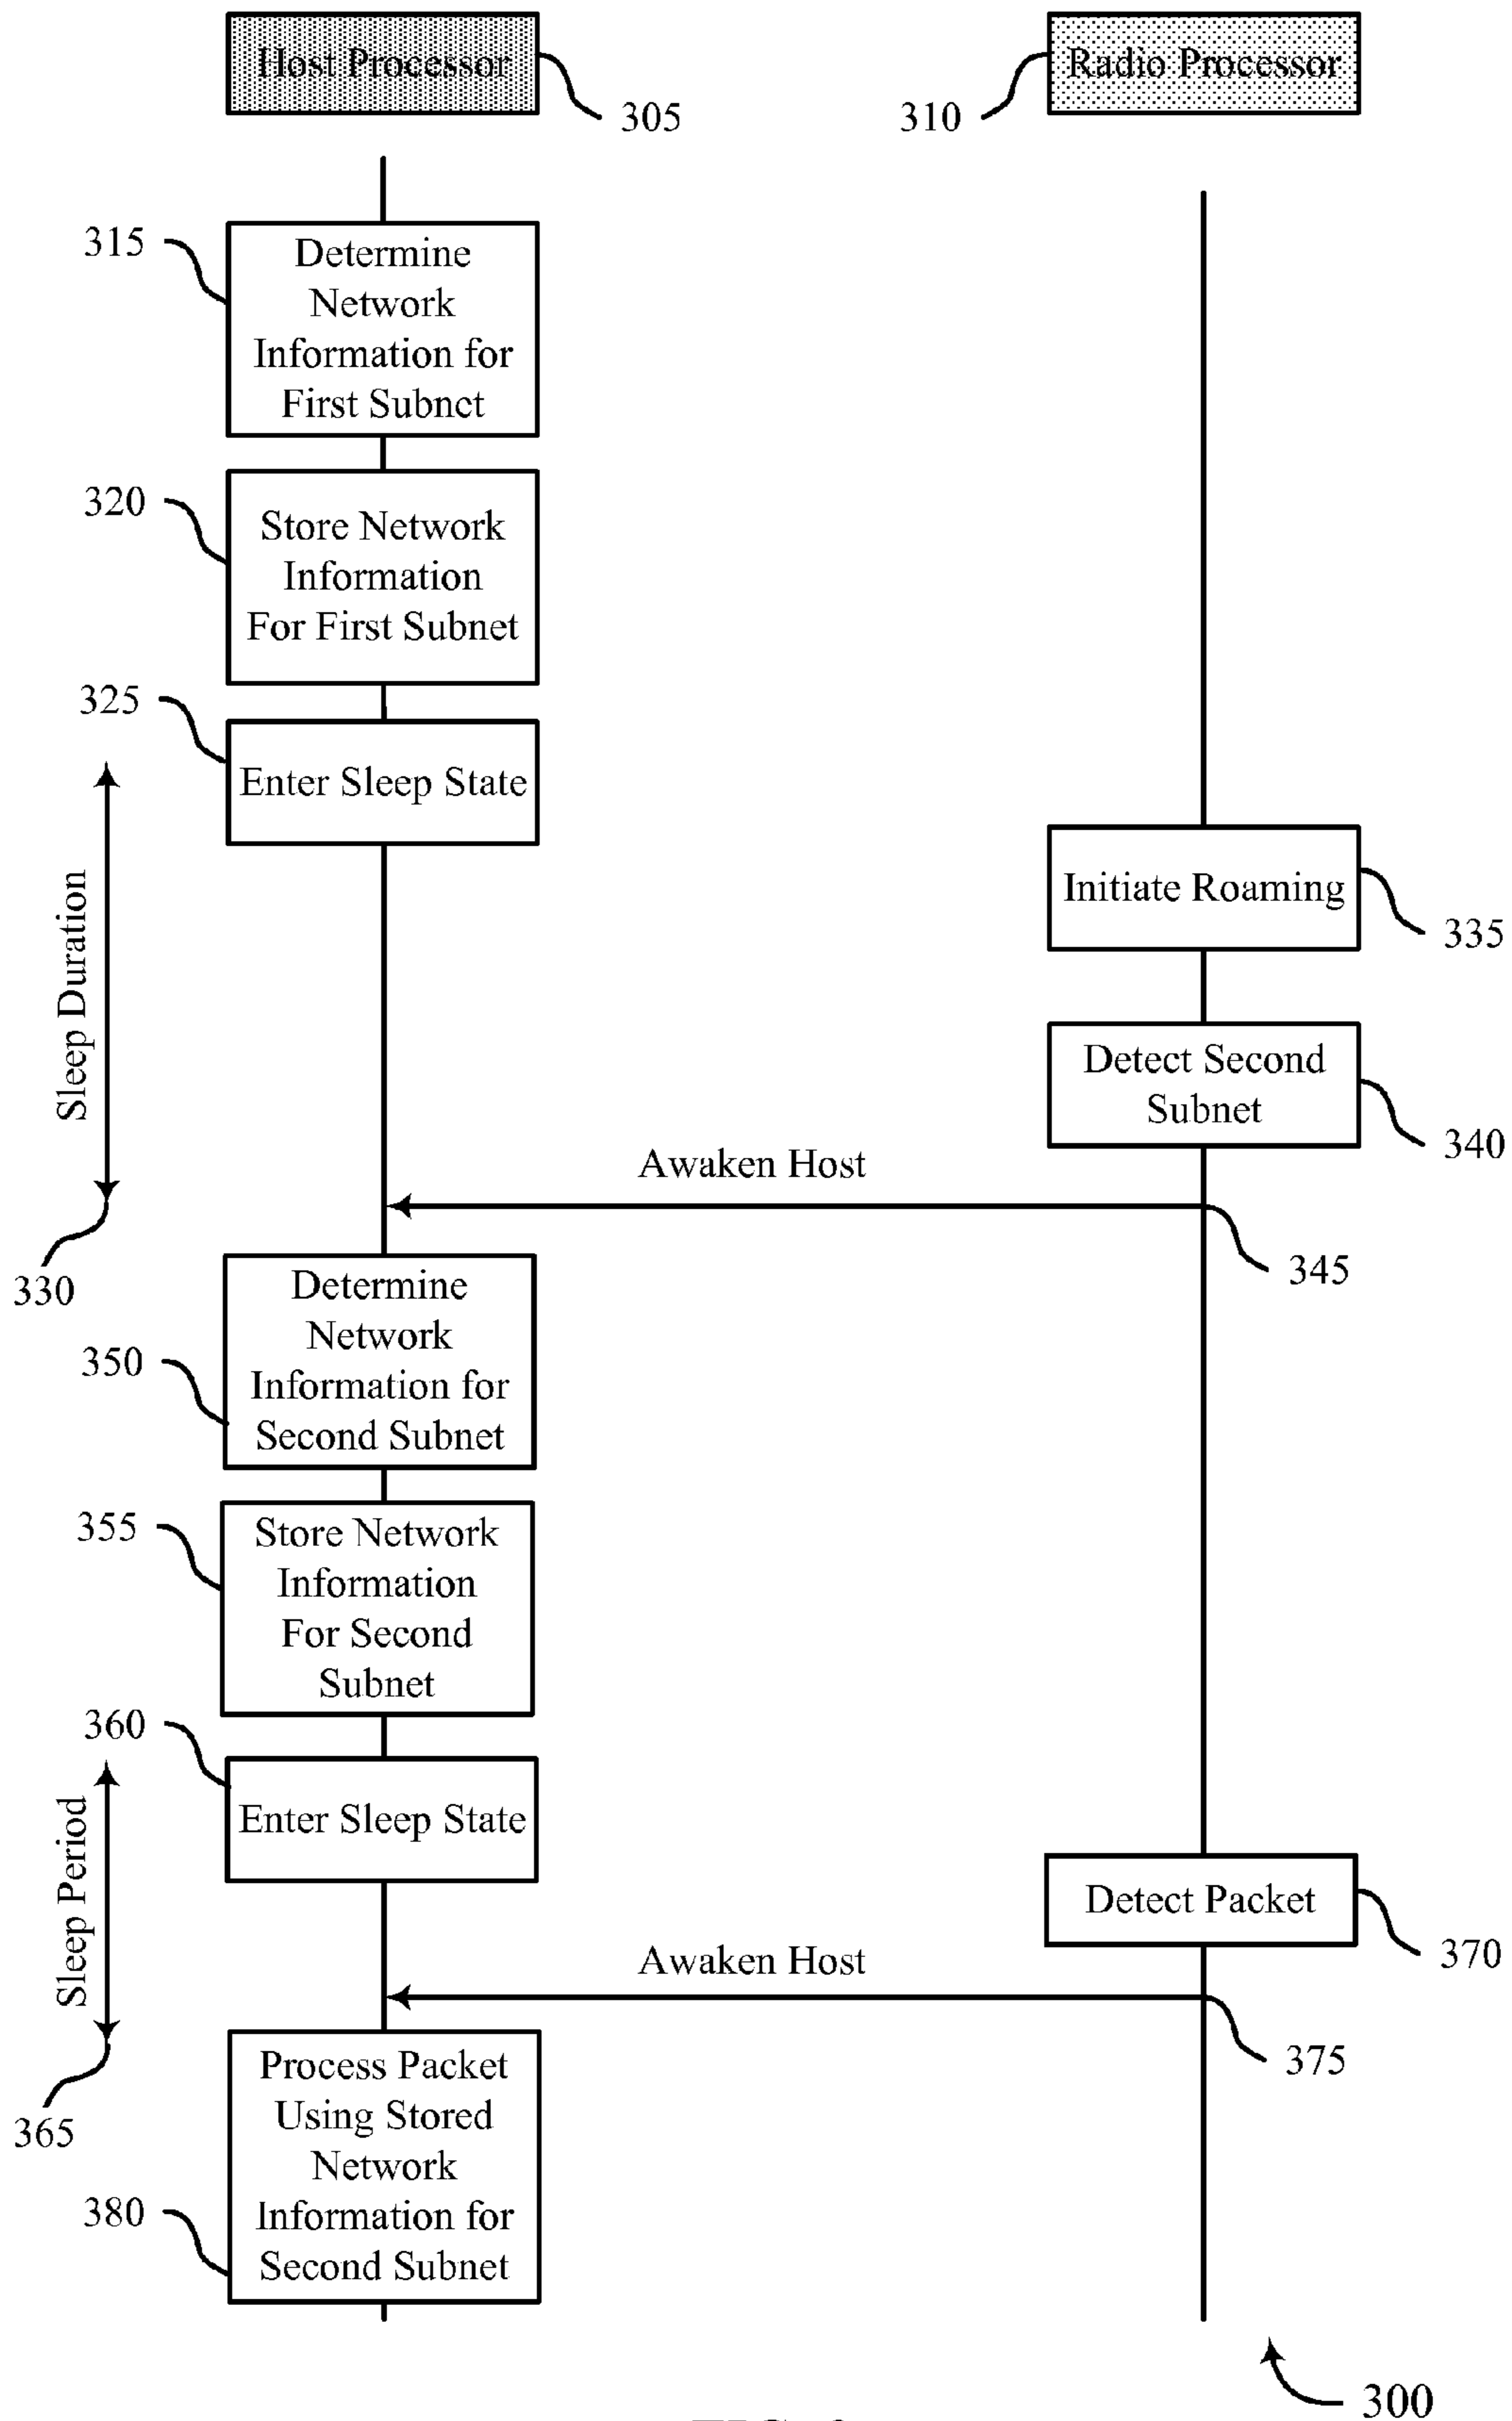 Host Processor
305
310
Radio Processor
315
Determine
Network
Information for
First Subnet
320
Store Network
Information
For First Subnet
325
Enter Sleep State
Sleep Duration
330
Initiate Roaming
335
Detect Second
Subnet
340
Awaken Host
345
350
Determine
Network
Information for
Second Subnet
355
Store Network
Information
For Second
Subnet
360
Enter Sleep State
Sleep Period
365
Detect Packet
370
Awaken Host
375
380
Process Packet
Using Stored
Network
Information for
Second Subnet
300